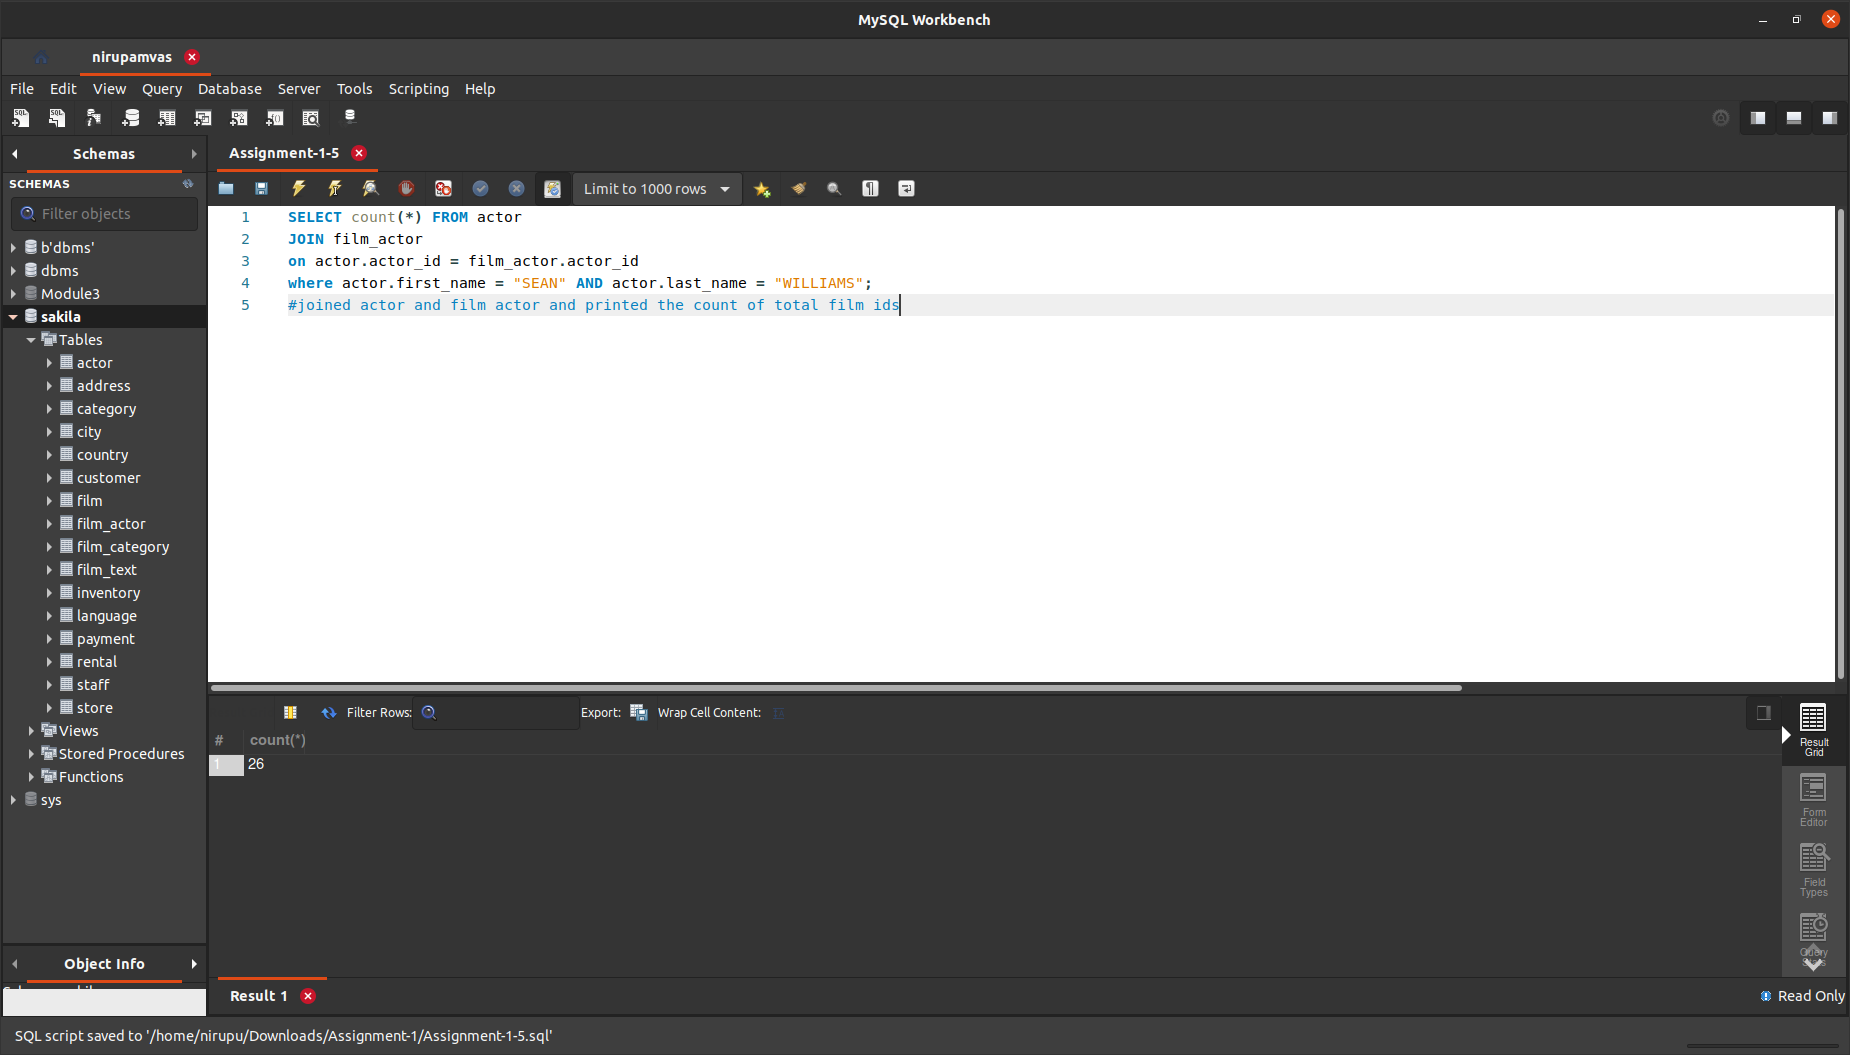 MySQL Workbench
nirupamvas
File Edit View Query Database Server Tools Scripting Help
Schemas
Assignment-1-5
SCHEMAS
Filter objects
Limit to 1000 rows
b'dbms'
dbms
Module3
sakila
Tables
actor
address
category
city
country
customer
film
film_actor
film_category
film_text
inventory
language
payment
rental
staff
store
Views
Stored Procedures
Functions
sys
1 SELECT count(*) FROM actor
2 JOIN film_actor
3 on actor.actor_id = film_actor.actor_id
4 where actor.first_name = "SEAN" AND actor.last_name = "WILLIAMS";
5 #joined actor and film actor and printed the count of total film ids
Filter Rows: Export: Wrap Cell Content:
# count(*)
1 26
Result
Grid
Form
Editor
Field
Types
Query
Object Info
Result 1
Read Only
SQL script saved to '/home/nirupu/Downloads/Assignment-1/Assignment-1-5.sql'